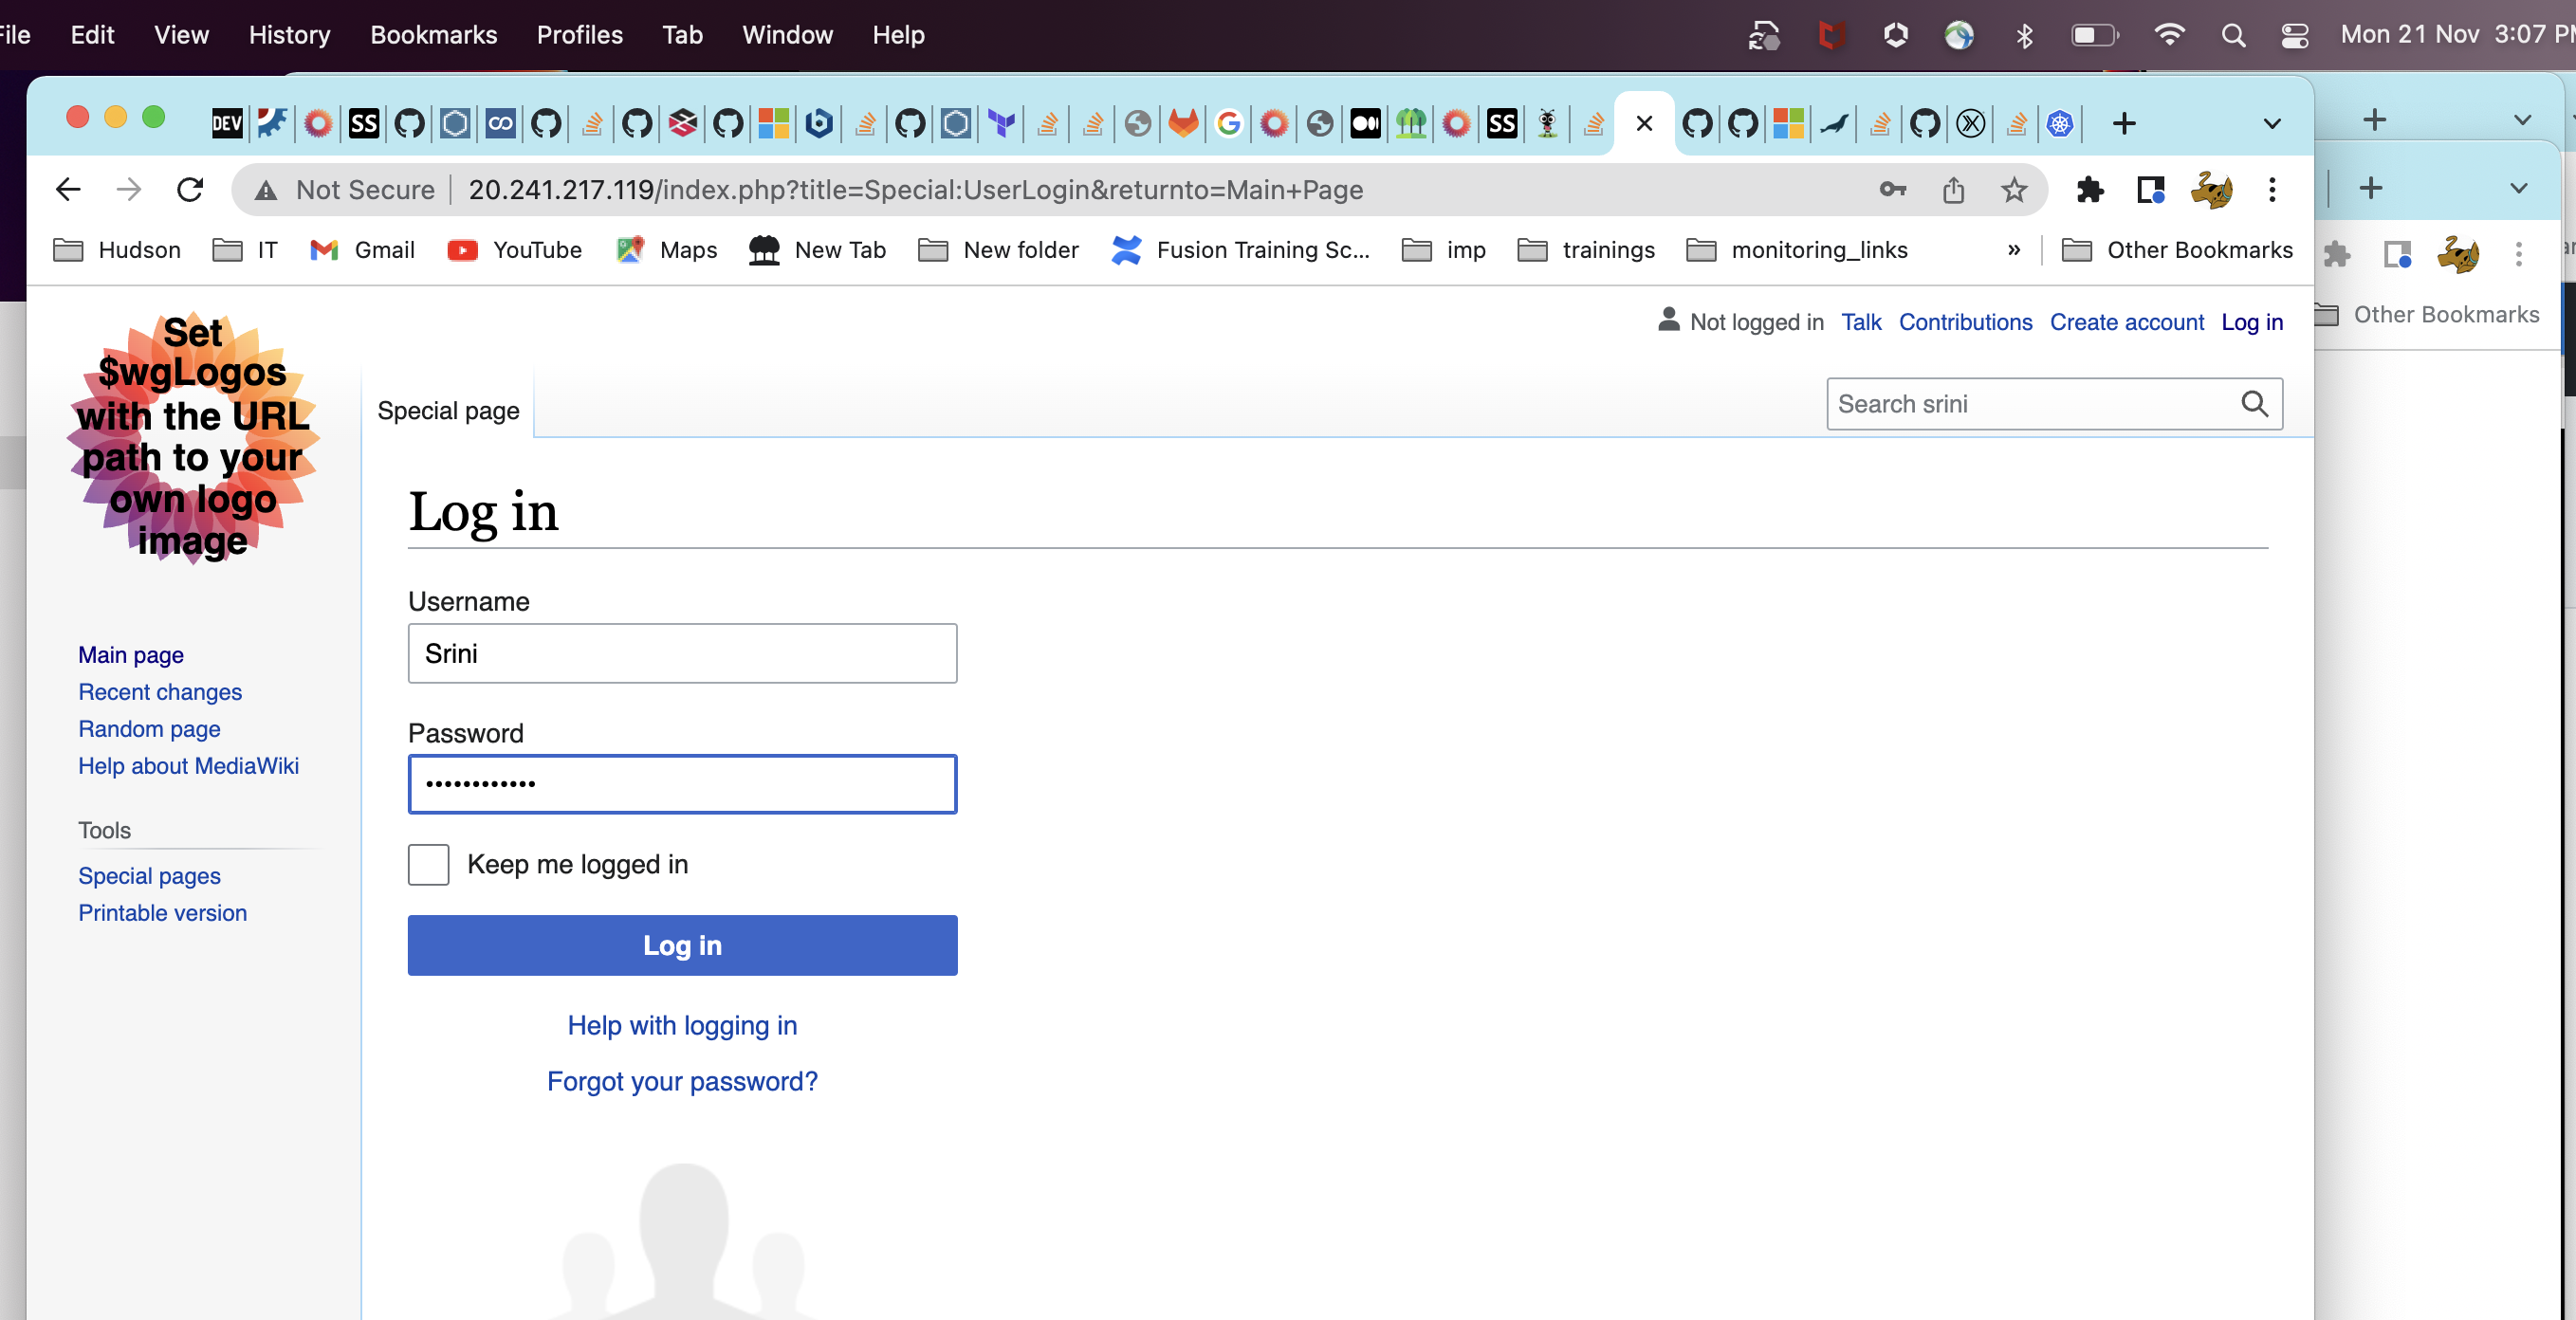 File Edit View History Bookmarks Profiles Tab Window Help Mon 21 Nov 3:07 PM
DEV SS SS
Not Secure 20.241.217.119/index.php?title=Special:UserLogin&returnto=Main+Page
Hudson IT Gmail YouTube Maps New Tab New folder Fusion Training Sc... imp trainings monitoring_links » Other Bookmarks
Other Bookmarks
Set
$wgLogos
with the URL
path to your
own logo
image
Not logged in Talk Contributions Create account Log in
Special page
Search srini
Main page
Recent changes
Random page
Help about MediaWiki
Tools
Special pages
Printable version
Log in
Username
Srini
Password
••••••••••••
Keep me logged in
Log in
Help with logging in
Forgot your password?